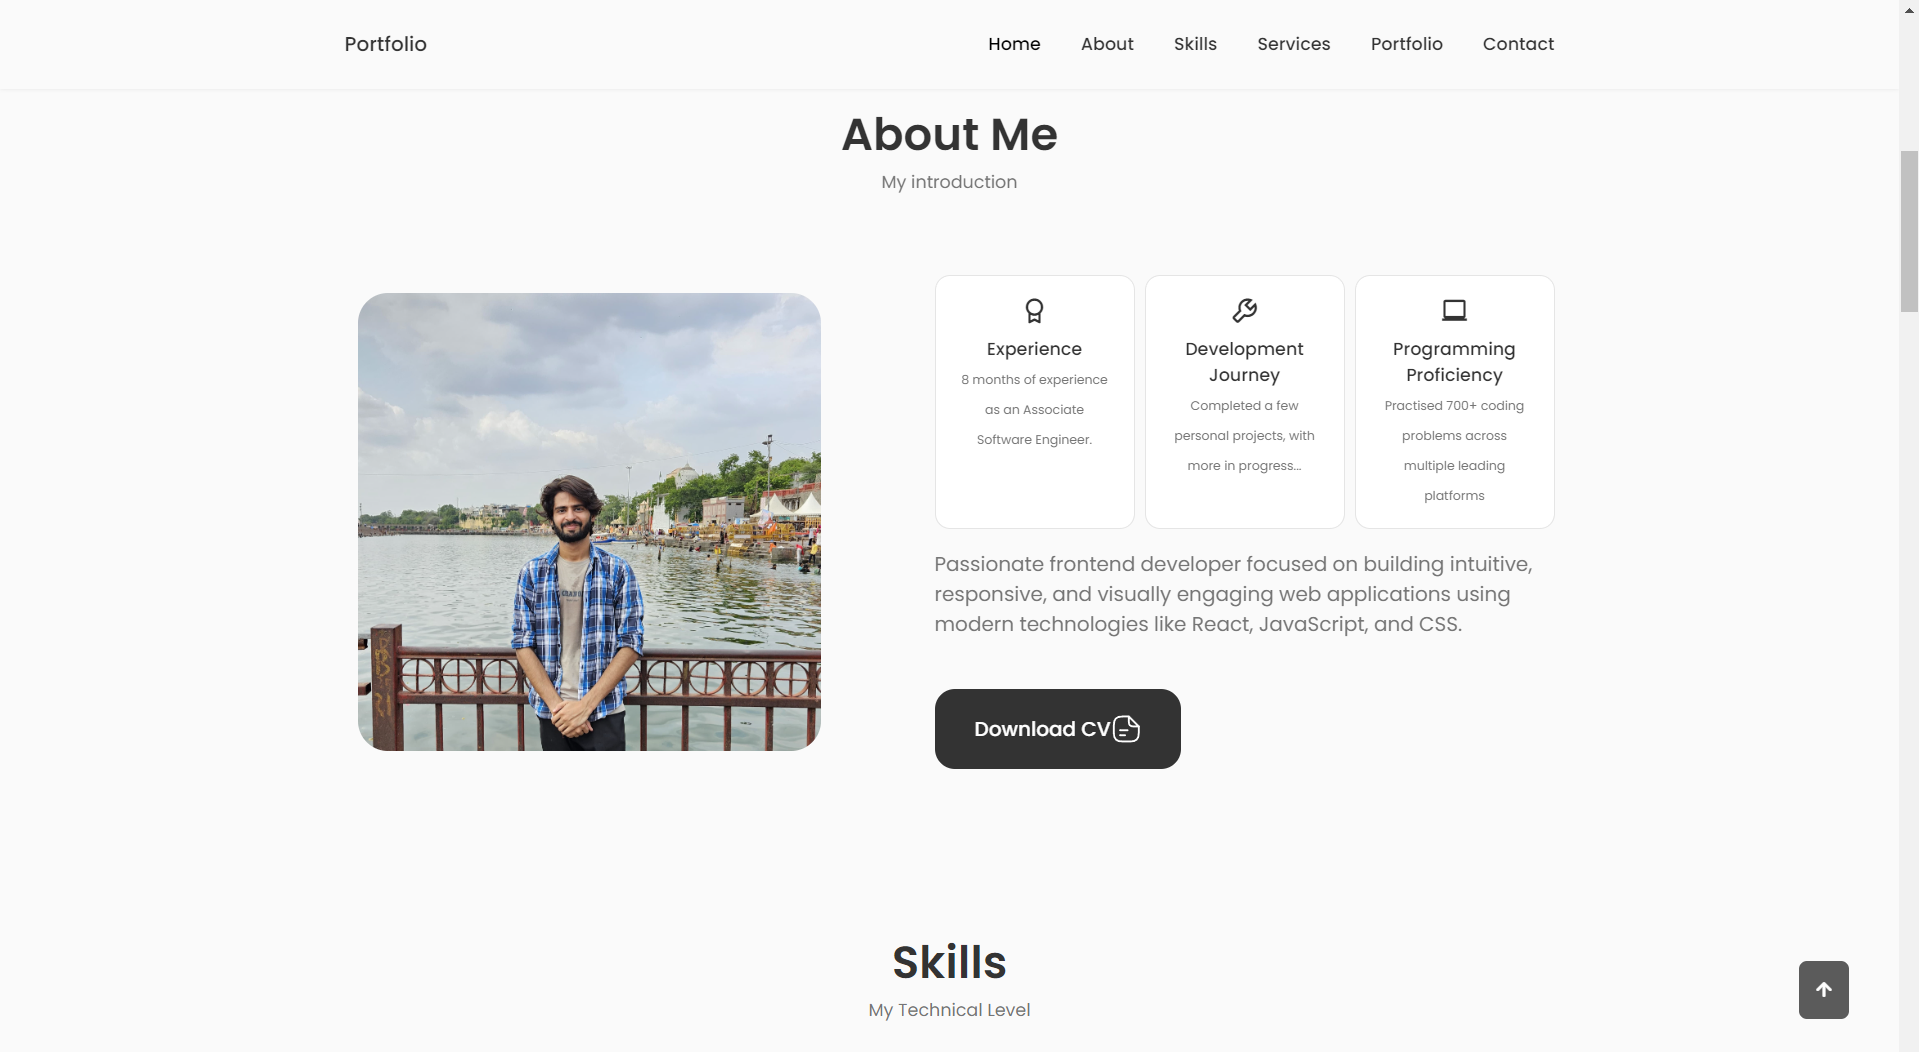 Portfolio
Home About Skills Services Portfolio Contact
About Me
My introduction
Experience
8 months of experience
as an Associate
Software Engineer.
Development
Journey
Completed a few
personal projects, with
more in progress...
Programming
Proficiency
Practised 700+ coding
problems across
multiple leading
platforms
Passionate frontend developer focused on building intuitive,
responsive, and visually engaging web applications using
modern technologies like React, JavaScript, and CSS.
Download CV
Skills
My Technical Level